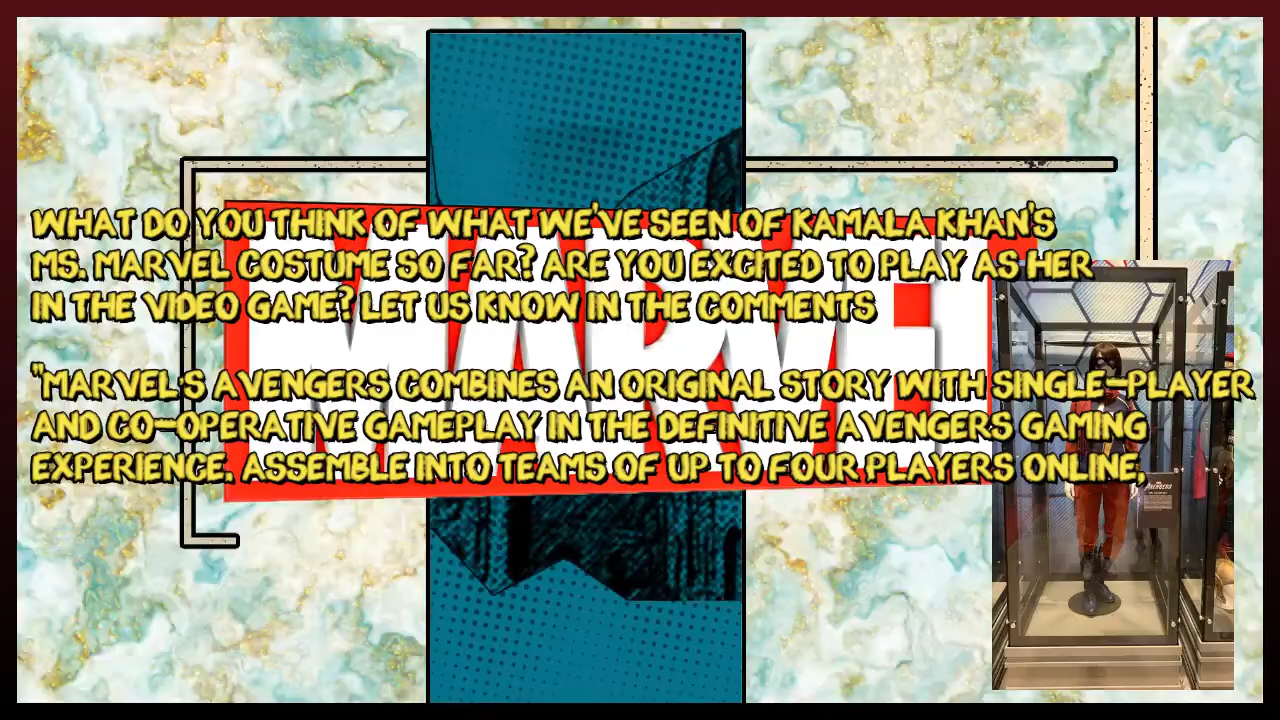 WHAT DO YOU THINK OF WHAT WE'VE SEEN OF KAMALA KHAN'S
MS. MARVEL COSTUME SO FAR? ARE YOU EXCITED TO PLAY AS HER
IN THE VIDEO GAME? LET US KNOW IN THE COMMENTS
"MARVEL'S AVENGERS COMBINES AN ORIGINAL STORY WITH SINGLE-PLAYER
AND CO-OPERATIVE GAMEPLAY IN THE DEFINITIVE AVENGERS GAMING
EXPERIENCE. ASSEMBLE INTO TEAMS OF UP TO FOUR PLAYERS ONLINE,
MARVEL
AVENGERS